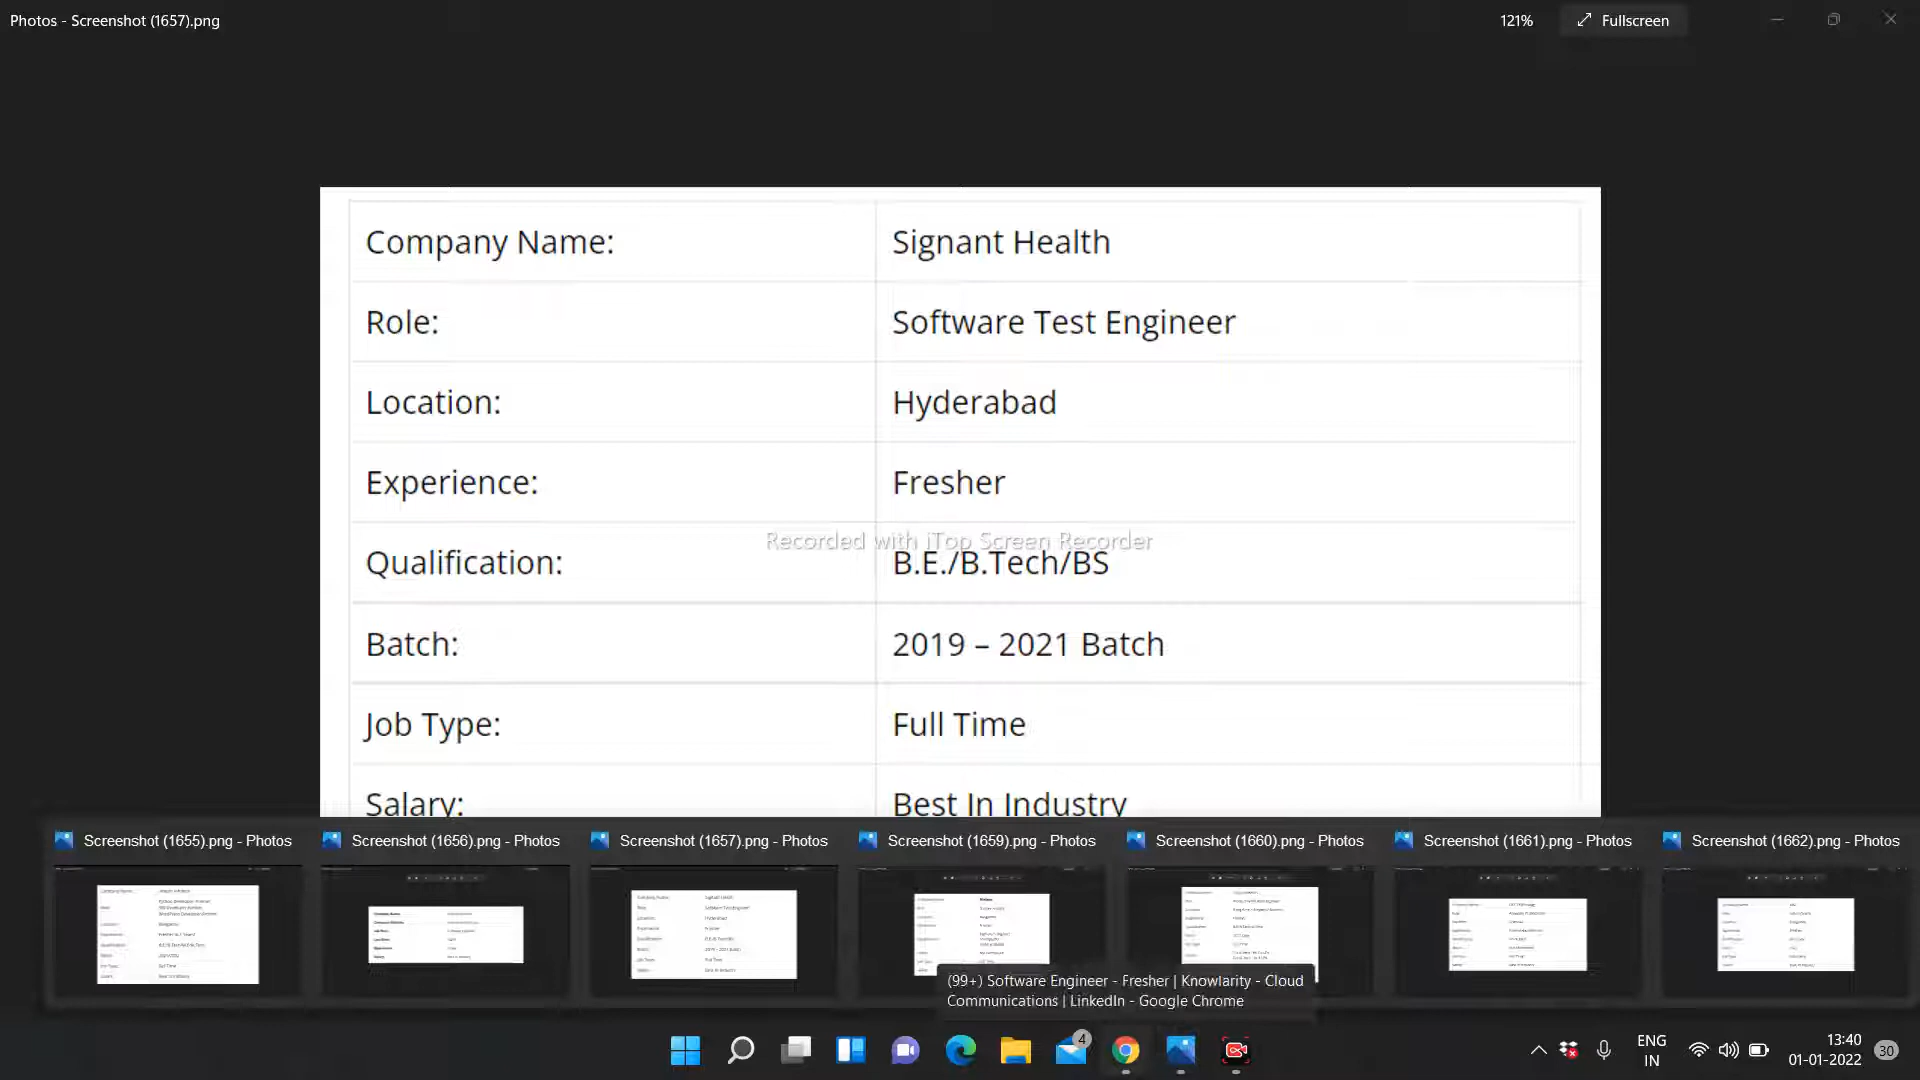 Photos - Screenshot (1657).png
121%
Fullscreen
Company Name: Signant Health
Role: Software Test Engineer
Location: Hyderabad
Experience: Fresher
Recorded with iTop Screen Recorder
Qualification: B.E./B.Tech/BS
Batch: 2019 – 2021 Batch
Job Type: Full Time
Salary: Best In Industry
Screenshot (1655).png - Photos
Screenshot (1656).png - Photos
Screenshot (1657).png - Photos
Screenshot (1659).png - Photos
Screenshot (1660).png - Photos
Screenshot (1661).png - Photos
Screenshot (1662).png - Photos
(99+) Software Engineer - Fresher | Knowlarity - Cloud
Communications | LinkedIn - Google Chrome
4
ENG
IN
13:40
01-01-2022
30